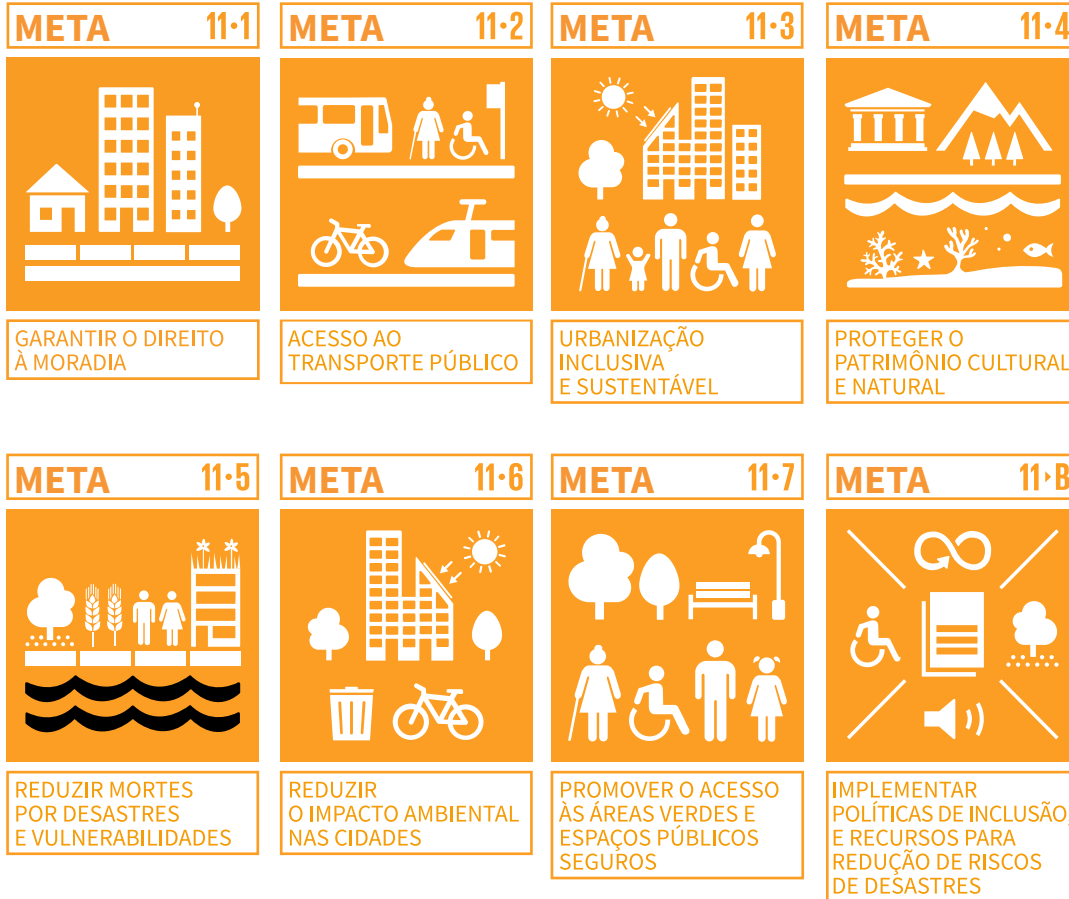 META 11·1
GARANTIR O DIREITO
À MORADIA
META 11·2
ACESSO AO
TRANSPORTE PÚBLICO
META 11·3
URBANIZAÇÃO
INCLUSIVA
E SUSTENTÁVEL
META 11·4
PROTEGER O
PATRIMÔNIO CULTURAL
E NATURAL
META 11·5
REDUZIR MORTES
POR DESASTRES
E VULNERABILIDADES
META 11·6
REDUZIR
O IMPACTO AMBIENTAL
NAS CIDADES
META 11·7
PROMOVER O ACESSO
ÀS ÁREAS VERDES E
ESPAÇOS PÚBLICOS
SEGUROS
META 11‣B
IMPLEMENTAR
POLÍTICAS DE INCLUSÃO,
E RECURSOS PARA
REDUÇÃO DE RISCOS
DE DESASTRES